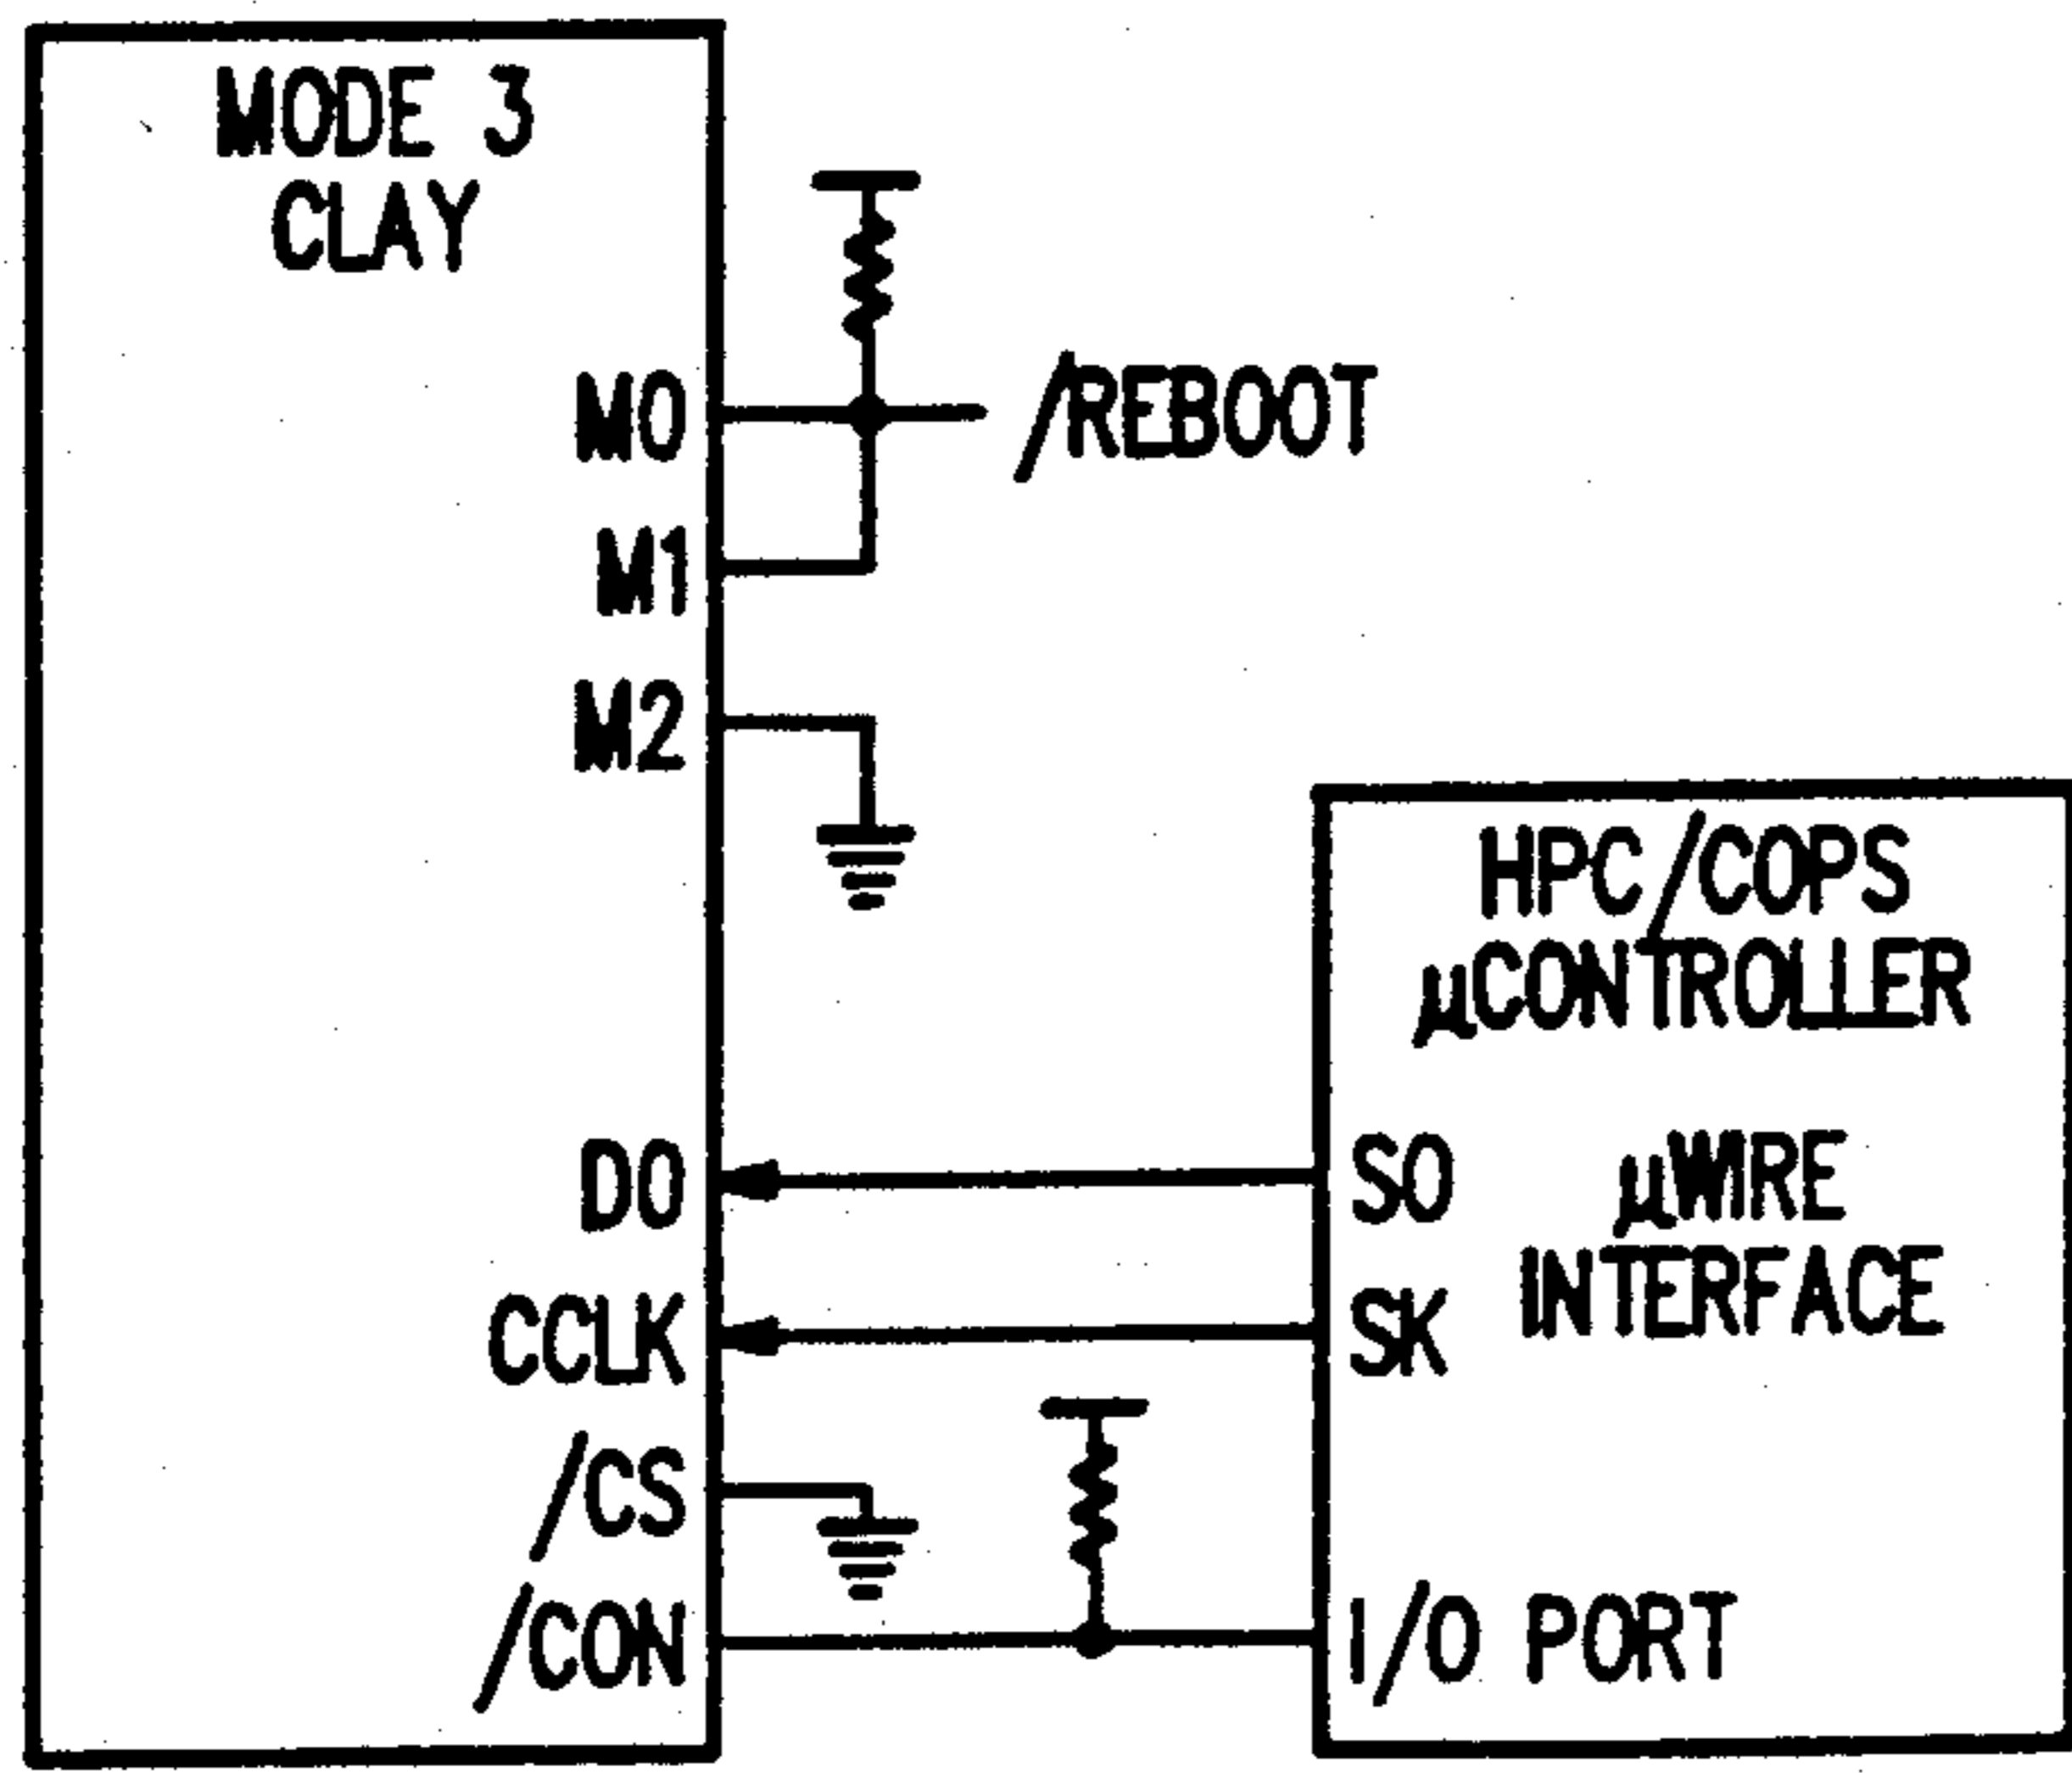 MODE 3
CLAY
M0
/REBOOT
M1
M2
HPC/COPS
µCONTROLLER
D0
SO
µWIRE
INTERFACE
CCLK
SK
/CS
/CON
I/O PORT